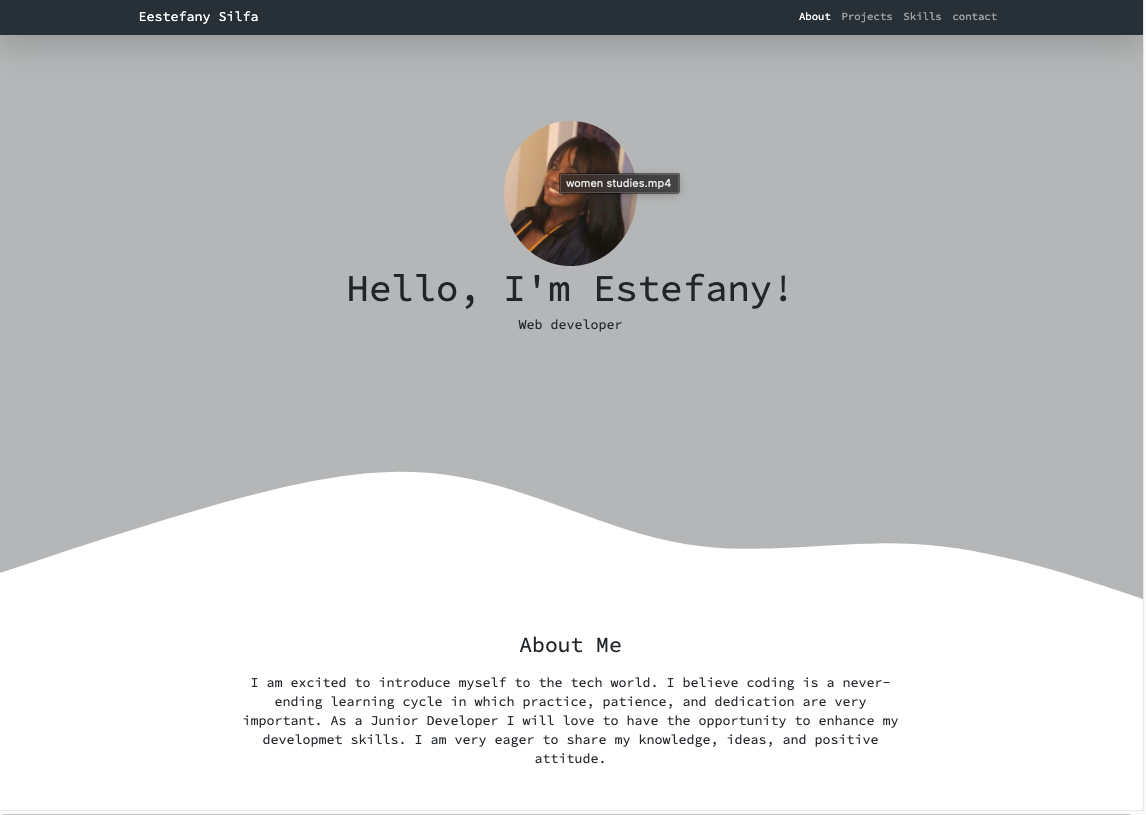 Eestefany Silfa
About Projects Skills contact
women studies.mp4
Hello, I'm Estefany!
Web developer
About Me
I am excited to introduce myself to the tech world. I believe coding is a never-
ending learning cycle in which practice, patience, and dedication are very
important. As a Junior Developer I will love to have the opportunity to enhance my
developmet skills. I am very eager to share my knowledge, ideas, and positive
attitude.